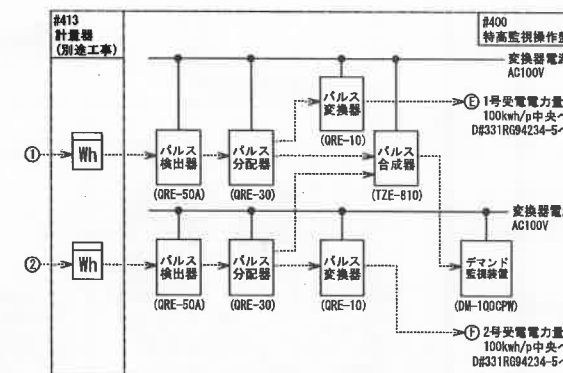 #413
計量器
(別途工事)
#400
特高監視操作盤
変換器電源
AC100V
パルス
変換器
(QRE-10)
Ⓔ 1号受電電力量
100kwh/p中央へ
D#331RG94234-5へ
①
Wh
パルス
検出器
(QRE-50A)
パルス
分配器
(QRE-30)
パルス
合成器
(TZE-810)
変換器電源
AC100V
②
Wh
パルス
検出器
(QRE-50A)
パルス
分配器
(QRE-30)
パルス
変換器
(QRE-10)
デマンド
監視装置
(DM-100CPW)
Ⓕ 2号受電電力量
100kwh/p中央へ
D#331RG94234-5へ